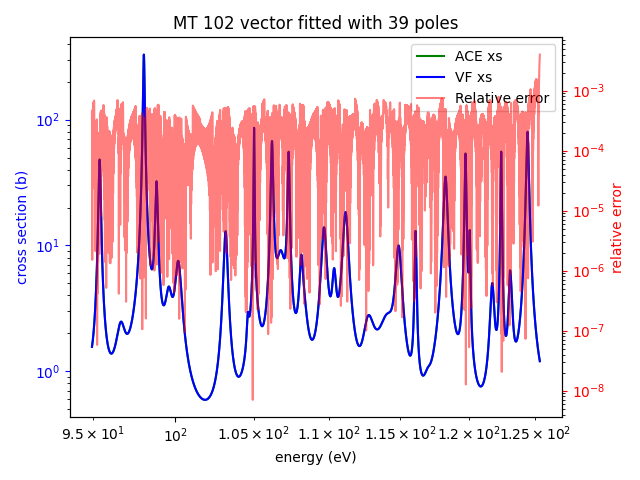 MT 102 vector fitted with 39 poles
ACE xs
VF xs
Relative error
cross section (b)
10²
10¹
10⁰
10⁻³
10⁻⁴
10⁻⁵
10⁻⁶
10⁻⁷
10⁻⁸
relative error
9.5 × 10¹ 10² 1.05 × 10² 1.1 × 10² 1.15 × 10² 1.2 × 10² 1.25 × 10²
energy (eV)